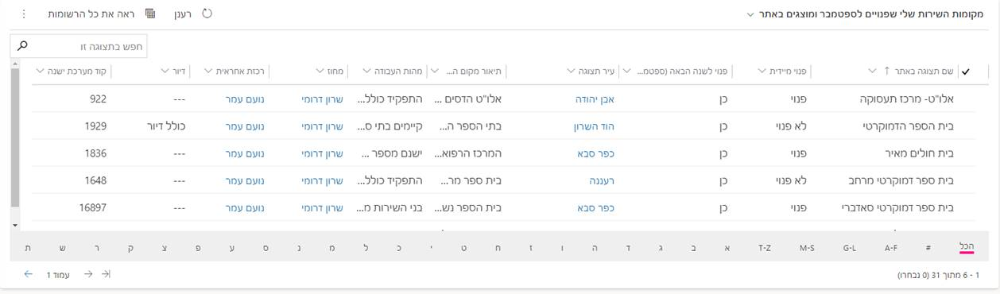 מקומות השירות שלי שפנויים לספטמבר ומוצגים באתר רענן ראה את כל הרשומות
חפש בתצוגה זו
שם תצוגה באתר פנוי מיידית פנוי לשנה הבאה (ספטמ... עיר תצוגה תיאור מקום ה... מהות העבודה מחוז רכזת אחראית דיור קוד מערכת ישנה
אלו"ט- מרכז תעסוקה פנוי כן אבן יהודה אלו"ט הדסים ... התפקיד כולל... שרון דרומי נועם עמר --- 922
בית הספר הדמוקרטי לא פנוי כן הוד השרון בתי הספר ה... קיימים בתי ס... שרון דרומי נועם עמר כולל דיור 1929
בית חולים מאיר פנוי כן כפר סבא המרכז הרפוא... ישנם מספר ... שרון דרומי נועם עמר --- 1836
בית ספר דמוקרטי מרחב לא פנוי כן רעננה בית ספר מר... התפקיד כולל... שרון דרומי נועם עמר --- 1648
בית ספר דמוקרטי סאדברי פנוי כן כפר סבא בית הספר נש... בני השירות מ... שרון דרומי נועם עמר --- 16897
הכל # A-F G-L M-S T-Z א ב ג ד ה ו ז ח ט י כ ל מ נ ס ע פ צ ק ר ש ת
1 - 6 מתוך 31 (0 נבחרו) עמוד 1